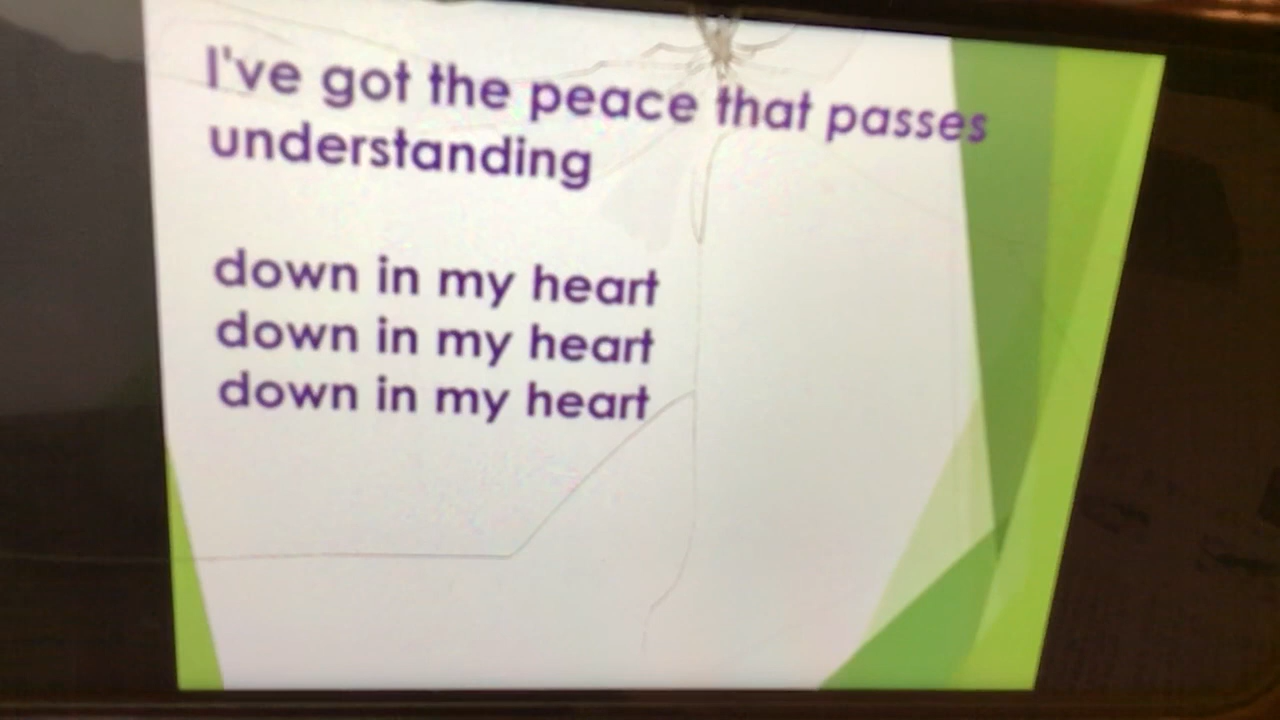 I've got the peace that passes
understanding
down in my heart
down in my heart
down in my heart